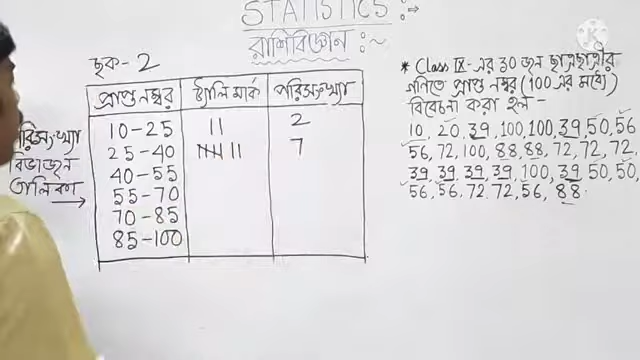 STATISTICS :→
রাশিবিজ্ঞান :~
ছক- 2
পরিসংখ্যা
বিভাজন
তালিকা
প্রাপ্ত নম্বর ট্যালি মার্ক পরিসংখ্যা
10-25 || 2
25-40 |||| || 7
40-55
55-70
70-85
85-100
* Class IX-এর 30 জন ছাত্রছাত্রীর
গনিতে প্রাপ্ত নম্বর (100 এর মধ্যে)
বিবেচনা করা হল -
10, 20, 39, 100, 100, 39, 50, 56
56, 72, 100, 88, 88, 72, 72, 72.
39, 39, 39, 39, 100, 39 50, 50,
56, 56. 72. 72, 56, 88.